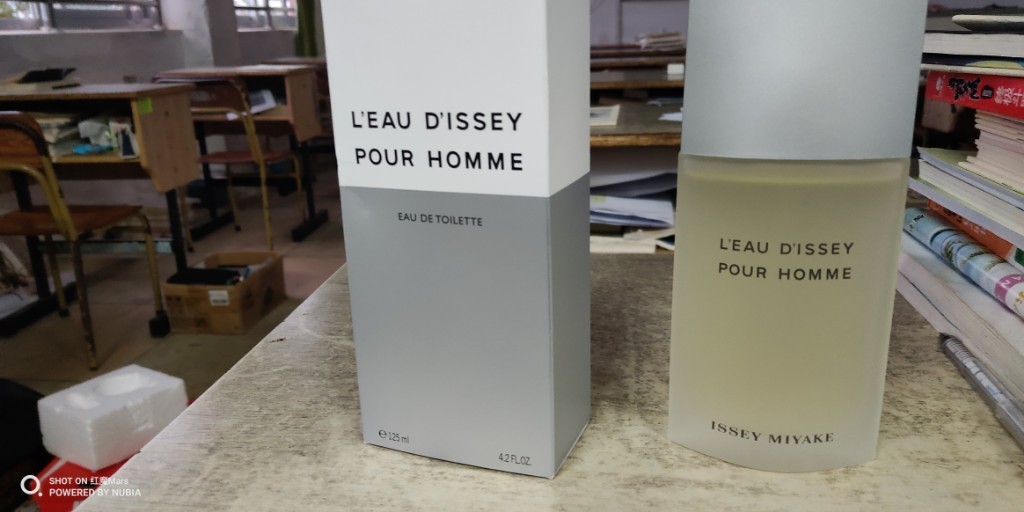 L'EAU D'ISSEY
POUR HOMME
EAU DE TOILETTE
℮ 125 ml
4.2 FL.OZ.
L'EAU D'ISSEY
POUR HOMME
ISSEY MIYAKE
SHOT ON 红魔Mars
POWERED BY NUBIA